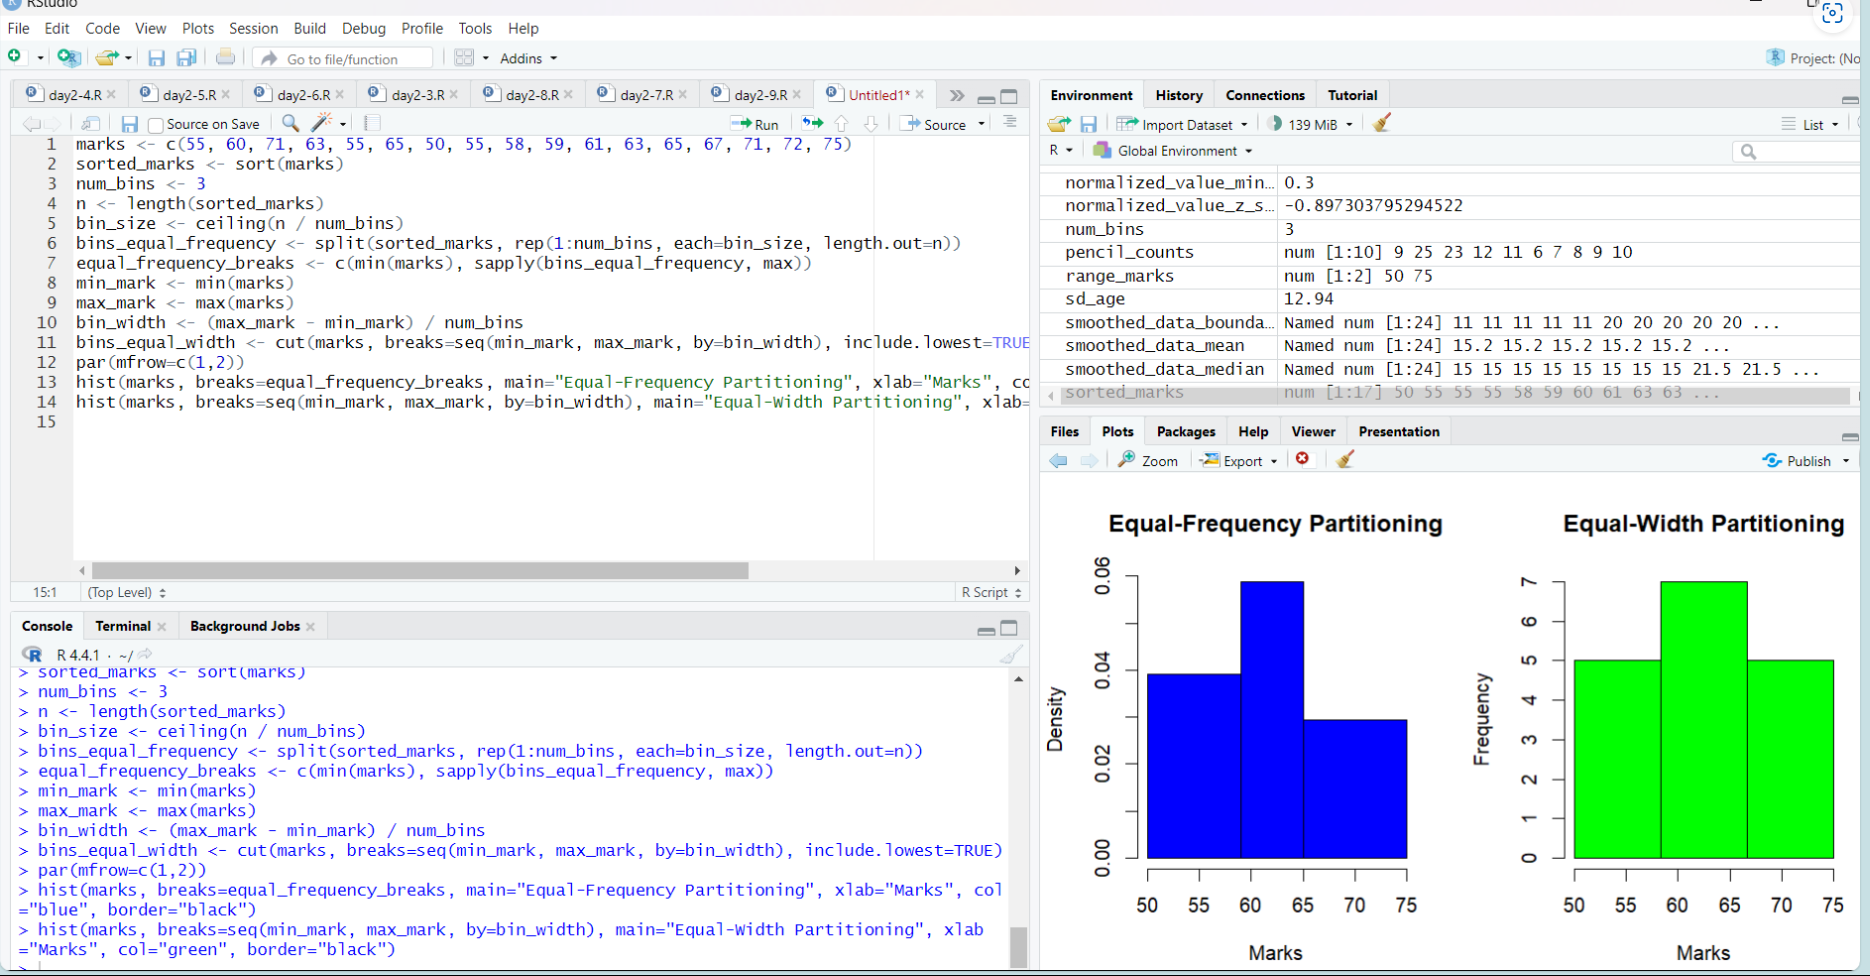 RStudio
File Edit Code View Plots Session Build Debug Profile Tools Help
Go to file/function Addins Project: (No
day2-4.R day2-5.R day2-6.R day2-3.R day2-8.R day2-7.R day2-9.R Untitled1*
Source on Save Run Source
1 marks <- c(55, 60, 71, 63, 55, 65, 50, 55, 58, 59, 61, 63, 65, 67, 71, 72, 75)
2 sorted_marks <- sort(marks)
3 num_bins <- 3
4 n <- length(sorted_marks)
5 bin_size <- ceiling(n / num_bins)
6 bins_equal_frequency <- split(sorted_marks, rep(1:num_bins, each=bin_size, length.out=n))
7 equal_frequency_breaks <- c(min(marks), sapply(bins_equal_frequency, max))
8 min_mark <- min(marks)
9 max_mark <- max(marks)
10 bin_width <- (max_mark - min_mark) / num_bins
11 bins_equal_width <- cut(marks, breaks=seq(min_mark, max_mark, by=bin_width), include.lowest=TRUE
12 par(mfrow=c(1,2))
13 hist(marks, breaks=equal_frequency_breaks, main="Equal-Frequency Partitioning", xlab="Marks", co
14 hist(marks, breaks=seq(min_mark, max_mark, by=bin_width), main="Equal-Width Partitioning", xlab=
15
15:1 (Top Level) R Script
Console Terminal Background Jobs
R 4.4.1 · ~/
> sorted_marks <- sort(marks)
> num_bins <- 3
> n <- length(sorted_marks)
> bin_size <- ceiling(n / num_bins)
> bins_equal_frequency <- split(sorted_marks, rep(1:num_bins, each=bin_size, length.out=n))
> equal_frequency_breaks <- c(min(marks), sapply(bins_equal_frequency, max))
> min_mark <- min(marks)
> max_mark <- max(marks)
> bin_width <- (max_mark - min_mark) / num_bins
> bins_equal_width <- cut(marks, breaks=seq(min_mark, max_mark, by=bin_width), include.lowest=TRUE)
> par(mfrow=c(1,2))
> hist(marks, breaks=equal_frequency_breaks, main="Equal-Frequency Partitioning", xlab="Marks", col
="blue", border="black")
> hist(marks, breaks=seq(min_mark, max_mark, by=bin_width), main="Equal-Width Partitioning", xlab
="Marks", col="green", border="black")
>
Environment History Connections Tutorial
Import Dataset 139 MiB List
R Global Environment
normalized_value_min... 0.3
normalized_value_z_s... -0.897303795294522
num_bins 3
pencil_counts num [1:10] 9 25 23 12 11 6 7 8 9 10
range_marks num [1:2] 50 75
sd_age 12.94
smoothed_data_bounda... Named num [1:24] 11 11 11 11 11 20 20 20 20 20 ...
smoothed_data_mean Named num [1:24] 15.2 15.2 15.2 15.2 15.2 ...
smoothed_data_median Named num [1:24] 15 15 15 15 15 15 15 15 21.5 21.5 ...
sorted_marks num [1:17] 50 55 55 55 58 59 60 61 63 63 ...
Files Plots Packages Help Viewer Presentation
Zoom Export Publish
Equal-Frequency Partitioning
Density
0.06
0.04
0.02
0.00
50 55 60 65 70 75
Marks
Equal-Width Partitioning
Frequency
7
6
5
4
3
2
1
0
50 55 60 65 70 75
Marks